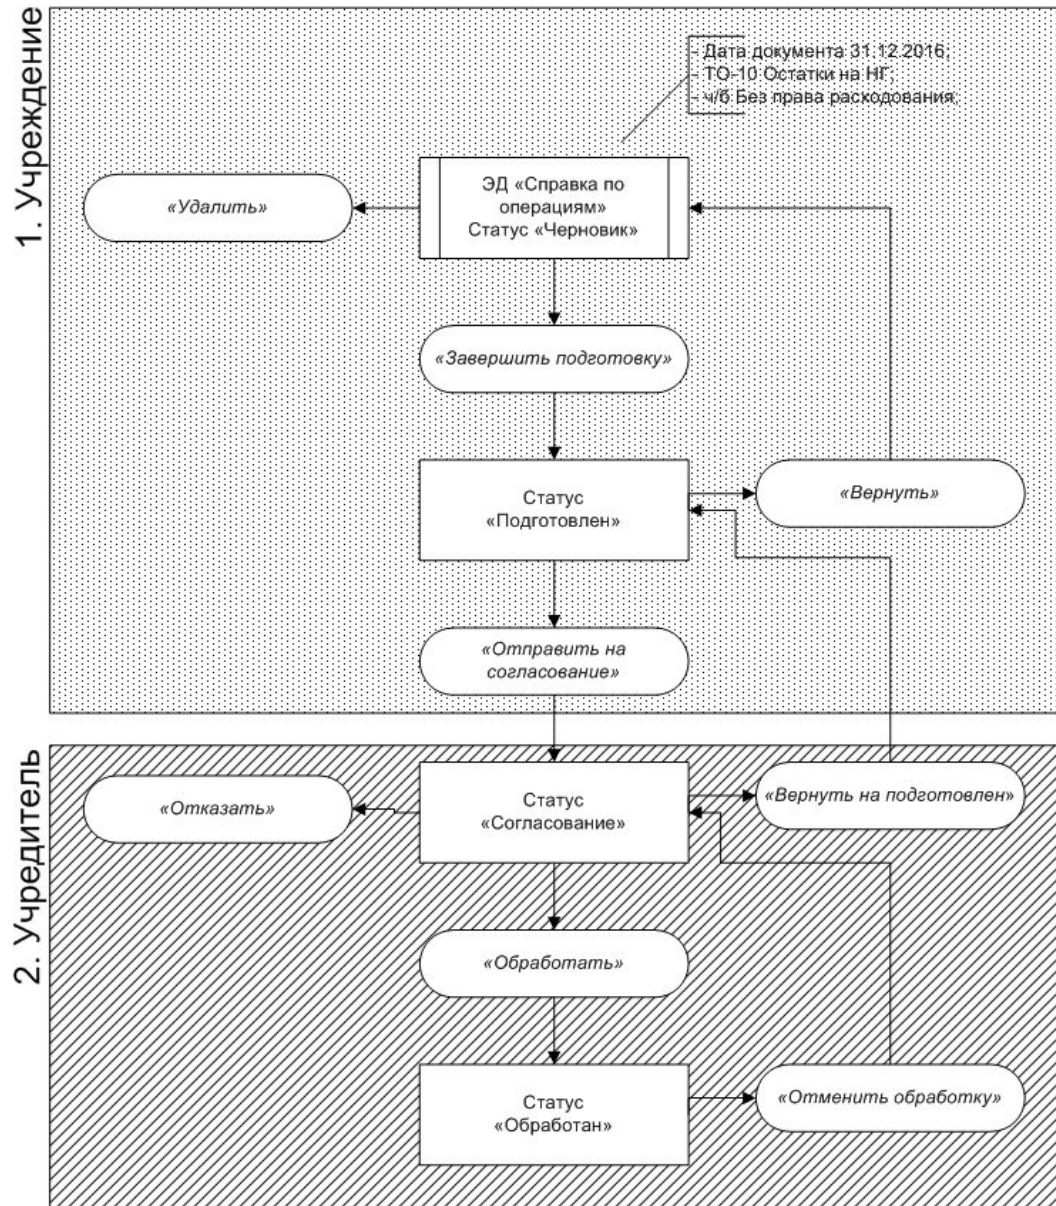 1. Учреждение
- Дата документа 31.12.2016;
- ТО-10 Остатки на НГ;
- ч/б Без права расходования;
«Удалить»
ЭД «Справка по
операциям»
Статус «Черновик»
«Завершить подготовку»
Статус
«Подготовлен»
«Вернуть»
«Отправить на
согласование»
2. Учредитель
«Отказать»
Статус
«Согласование»
«Вернуть на подготовлен»
«Обработать»
Статус
«Обработан»
«Отменить обработку»